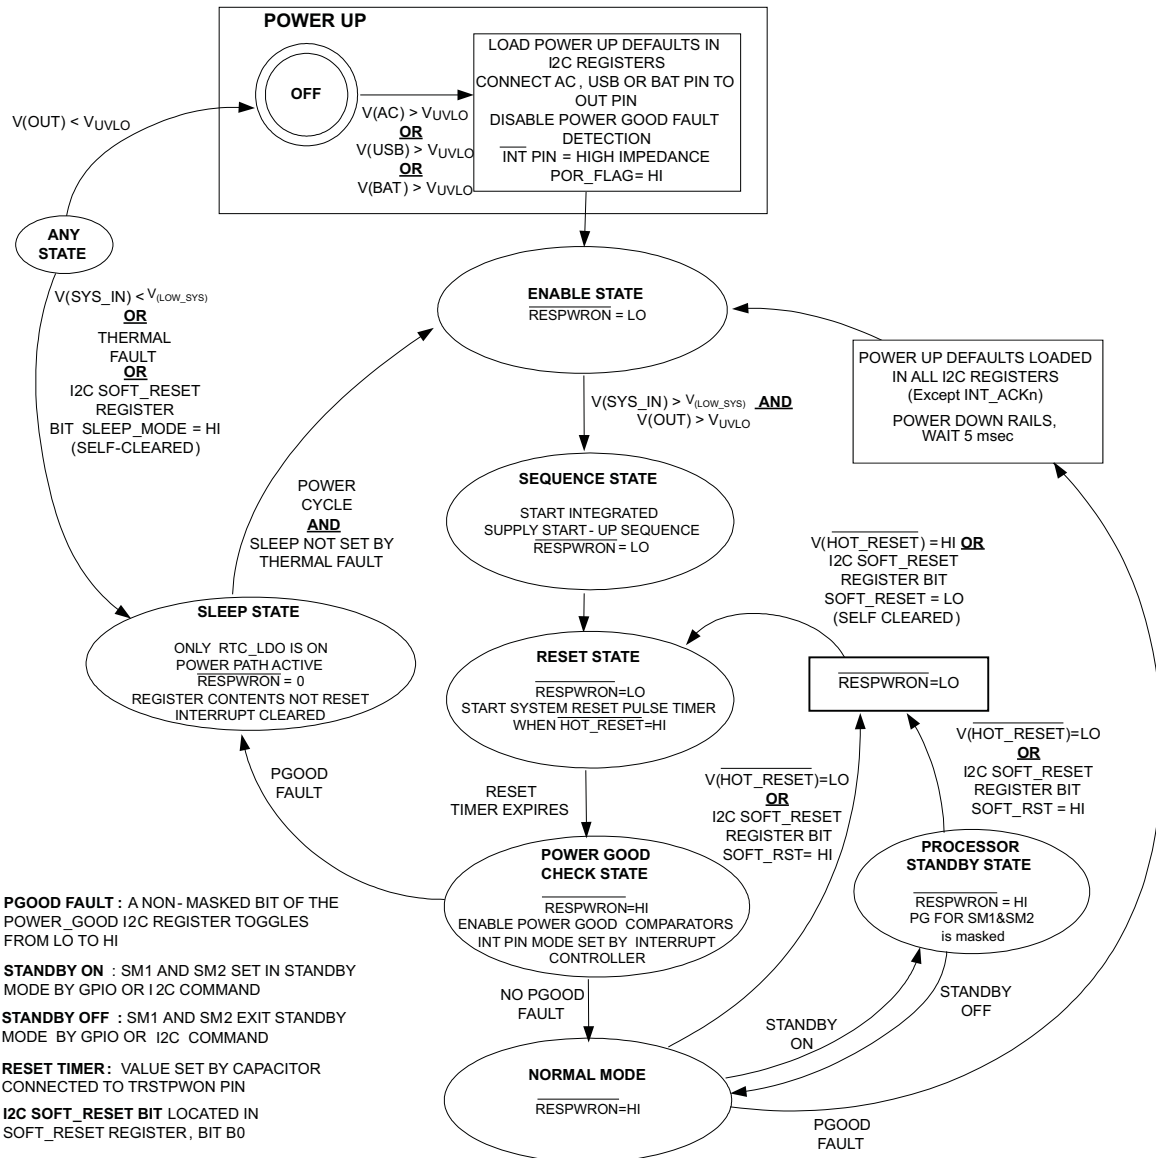 POWER UP
OFF
V(AC) > VUVLO
OR
V(USB) > VUVLO
OR
V(BAT) > VUVLO
LOAD POWER UP DEFAULTS IN
I2C REGISTERS
CONNECT AC, USB OR BAT PIN TO
OUT PIN
DISABLE POWER GOOD FAULT
DETECTION
INT PIN = HIGH IMPEDANCE
POR_FLAG= HI
V(OUT) < VUVLO
ANY
STATE
V(SYS_IN) < V(LOW_SYS)
OR
THERMAL
FAULT
OR
I2C SOFT_RESET
REGISTER
BIT SLEEP_MODE = HI
(SELF-CLEARED)
ENABLE STATE
RESPWRON = LO
V(SYS_IN) > V(LOW_SYS) AND
V(OUT) > VUVLO
POWER UP DEFAULTS LOADED
IN ALL I2C REGISTERS
(Except INT_ACKn)
POWER DOWN RAILS,
WAIT 5 msec
POWER
CYCLE
AND
SLEEP NOT SET BY
THERMAL FAULT
SEQUENCE STATE
START INTEGRATED
SUPPLY START - UP SEQUENCE
RESPWRON = LO
V(HOT_RESET) = HI OR
I2C SOFT_RESET
REGISTER BIT
SOFT_RESET = LO
(SELF CLEARED)
SLEEP STATE
ONLY RTC_LDO IS ON
POWER PATH ACTIVE
RESPWRON = 0
REGISTER CONTENTS NOT RESET
INTERRUPT CLEARED
RESET STATE
RESPWRON=LO
START SYSTEM RESET PULSE TIMER
WHEN HOT_RESET=HI
RESPWRON=LO
V(HOT_RESET)=LO
OR
I2C SOFT_RESET
REGISTER BIT
SOFT_RST = HI
PGOOD
FAULT
RESET
TIMER EXPIRES
V(HOT_RESET)=LO
OR
I2C SOFT_RESET
REGISTER BIT
SOFT_RST= HI
POWER GOOD
CHECK STATE
RESPWRON=HI
ENABLE POWER GOOD COMPARATORS
INT PIN MODE SET BY INTERRUPT
CONTROLLER
PROCESSOR
STANDBY STATE
RESPWRON = HI
PG FOR SM1&SM2
is masked
NO PGOOD
FAULT
STANDBY
ON
STANDBY
OFF
NORMAL MODE
RESPWRON=HI
PGOOD
FAULT
PGOOD FAULT : A NON- MASKED BIT OF THE
POWER_GOOD I2C REGISTER TOGGLES
FROM LO TO HI
STANDBY ON : SM1 AND SM2 SET IN STANDBY
MODE BY GPIO OR I2C COMMAND
STANDBY OFF : SM1 AND SM2 EXIT STANDBY
MODE BY GPIO OR I2C COMMAND
RESET TIMER: VALUE SET BY CAPACITOR
CONNECTED TO TRSTPWON PIN
I2C SOFT_RESET BIT LOCATED IN
SOFT_RESET REGISTER, BIT B0